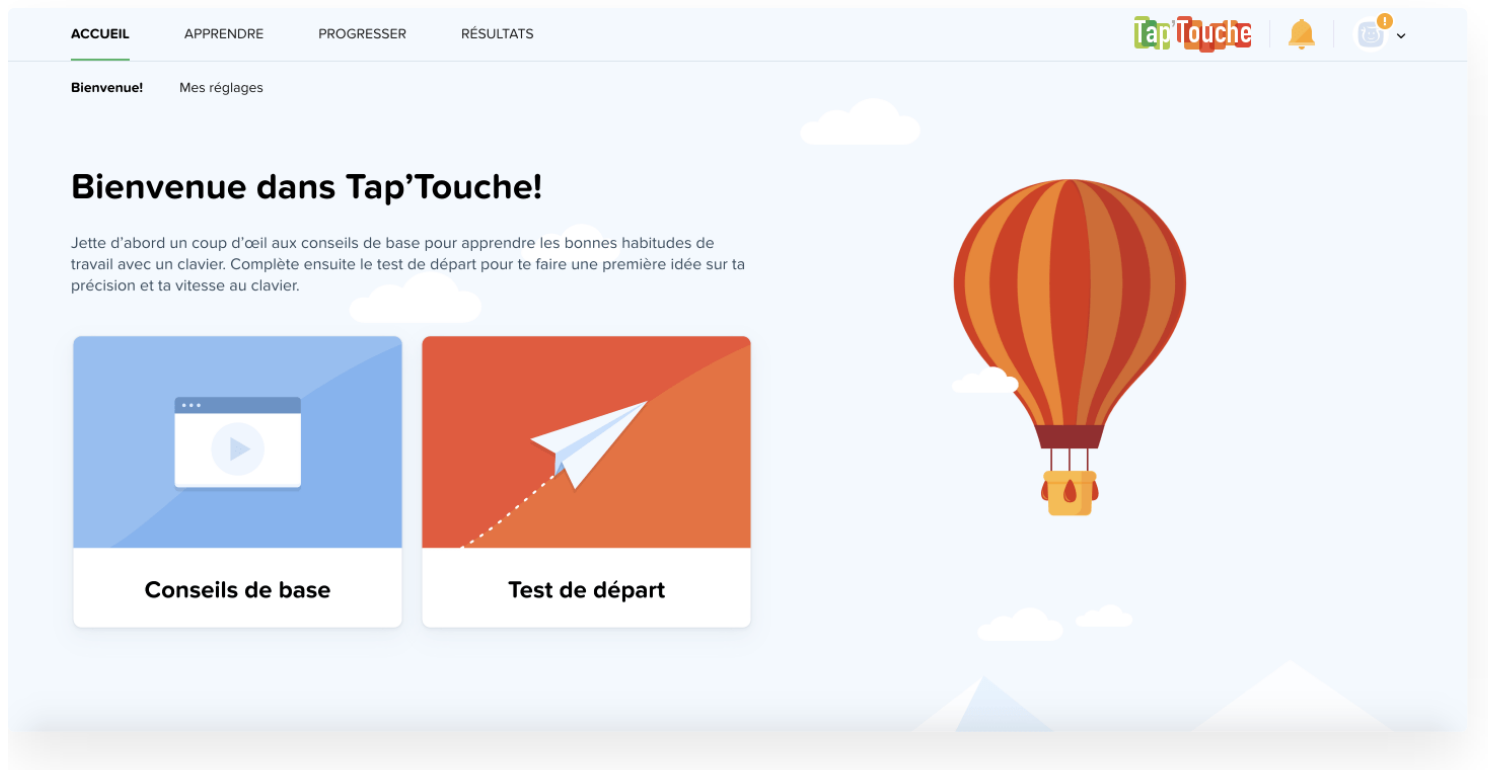 ACCUEIL APPRENDRE PROGRESSER RÉSULTATS Tap'Touche !
Bienvenue! Mes réglages
Bienvenue dans Tap’Touche!
Jette d’abord un coup d’œil aux conseils de base pour apprendre les bonnes habitudes de
travail avec un clavier. Complète ensuite le test de départ pour te faire une première idée sur ta
précision et ta vitesse au clavier.
Conseils de base Test de départ